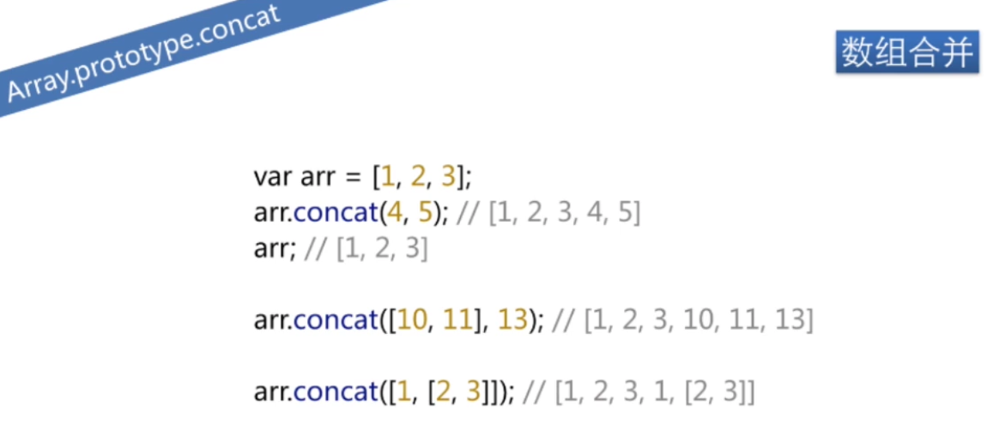 Array.prototype.concat
数组合并
var arr = [1, 2, 3];
arr.concat(4, 5); // [1, 2, 3, 4, 5]
arr; // [1, 2, 3]
arr.concat([10, 11], 13); // [1, 2, 3, 10, 11, 13]
arr.concat([1, [2, 3]]); // [1, 2, 3, 1, [2, 3]]